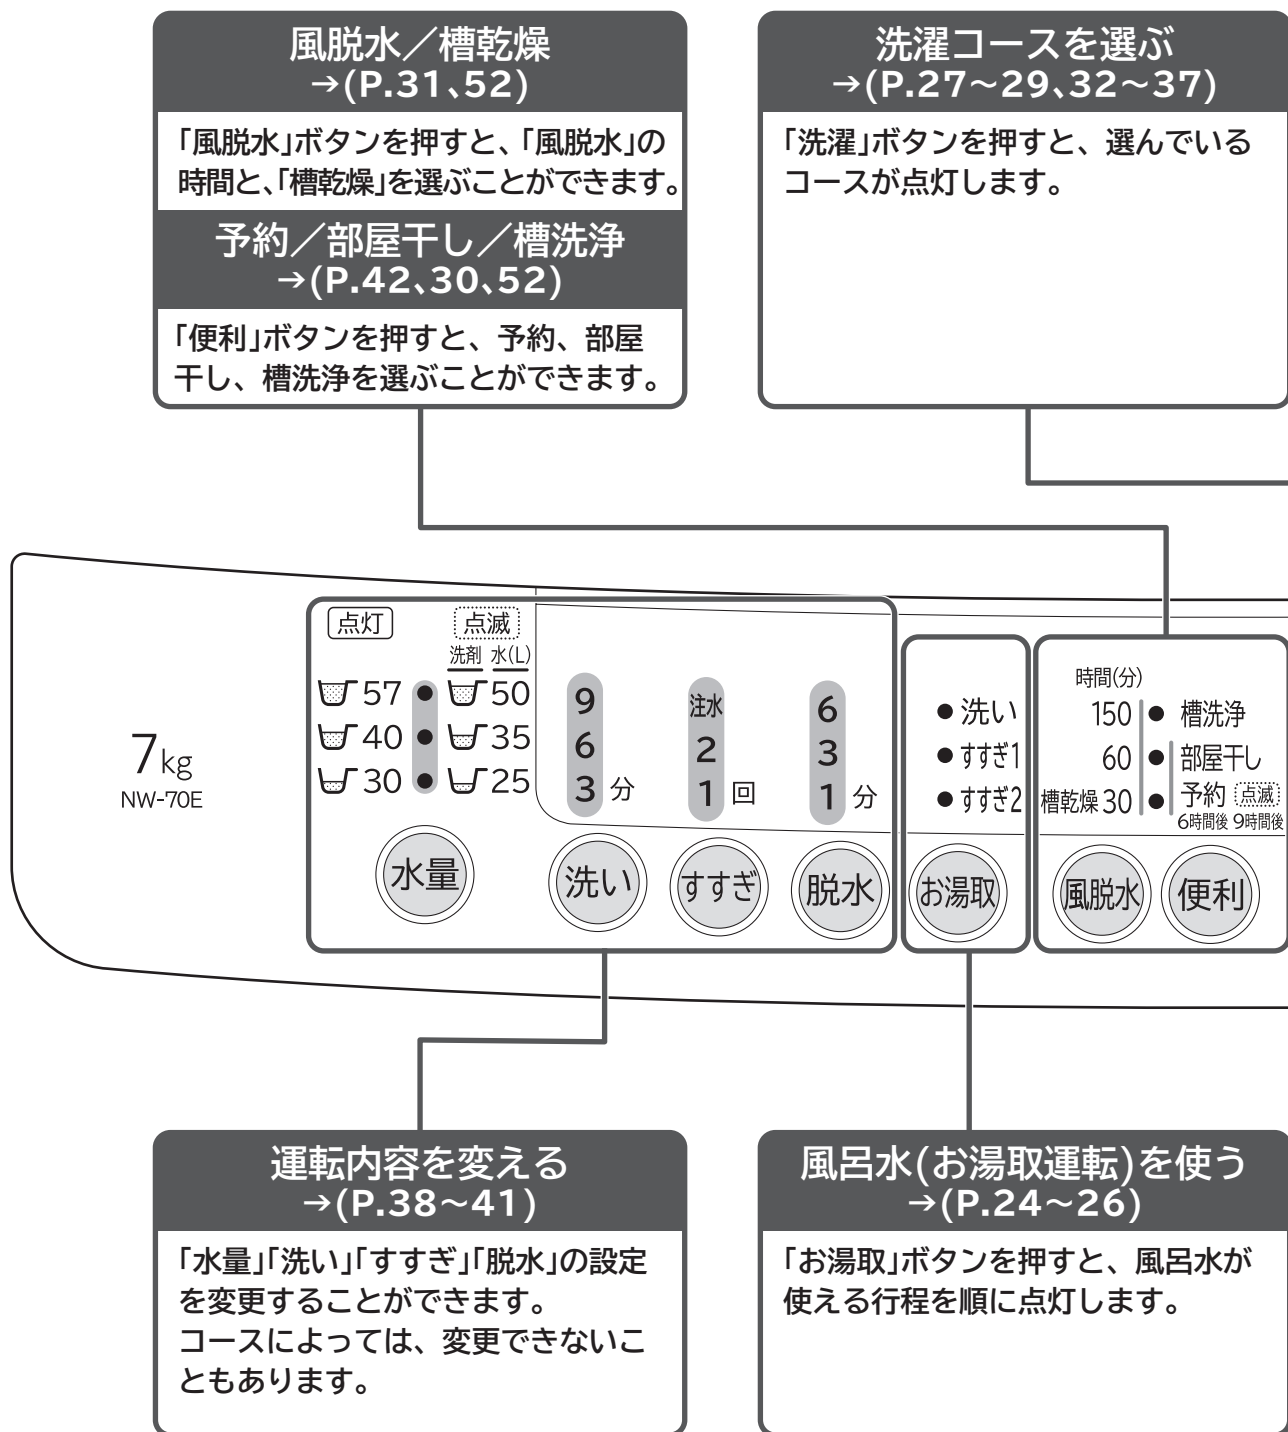 風脱水／槽乾燥
→(P.31、52)
「風脱水」ボタンを押すと、「風脱水」の
時間と、「槽乾燥」を選ぶことができます。
予約／部屋干し／槽洗浄
→(P.42、30、52)
「便利」ボタンを押すと、予約、部屋
干し、槽洗浄を選ぶことができます。
洗濯コースを選ぶ
→(P.27～29、32～37)
「洗濯」ボタンを押すと、選んでいる
コースが点灯します。
7kg
NW-70E
点灯 点滅
洗剤 水(L)
57 50
40 35
30 25
水量
9
6
3 分
洗い
注水
2
1 回
すすぎ
6
3
1 分
脱水
洗い
すすぎ1
すすぎ2
お湯取
時間(分)
150 槽洗浄
60 部屋干し
槽乾燥 30 予約 点滅
6時間後 9時間後
風脱水 便利
運転内容を変える
→(P.38～41)
「水量」「洗い」「すすぎ」「脱水」の設定
を変更することができます。
コースによっては、変更できないこ
ともあります。
風呂水(お湯取運転)を使う
→(P.24～26)
「お湯取」ボタンを押すと、風呂水が
使える行程を順に点灯します。